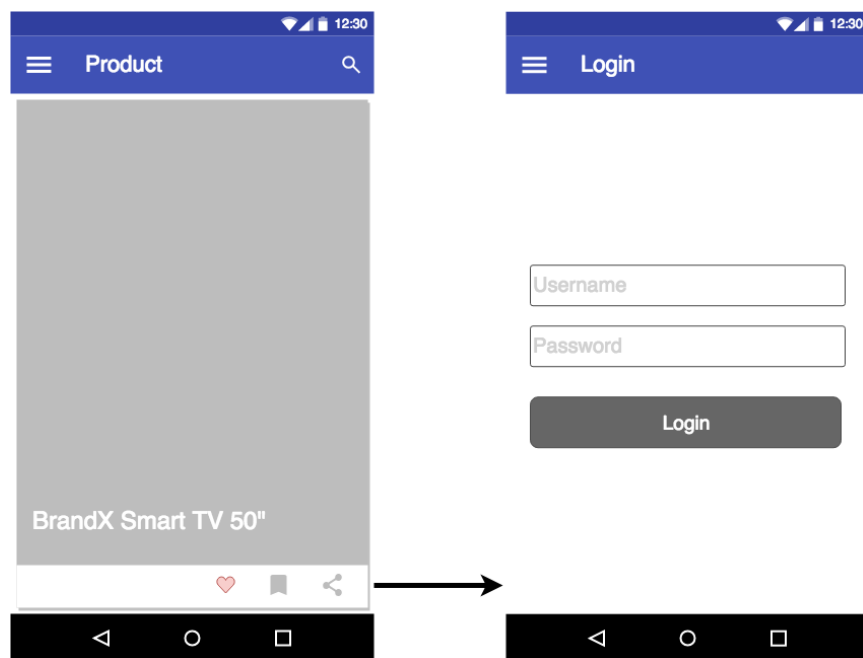 12:30
Product
BrandX Smart TV 50"
12:30
Login
Username
Password
Login